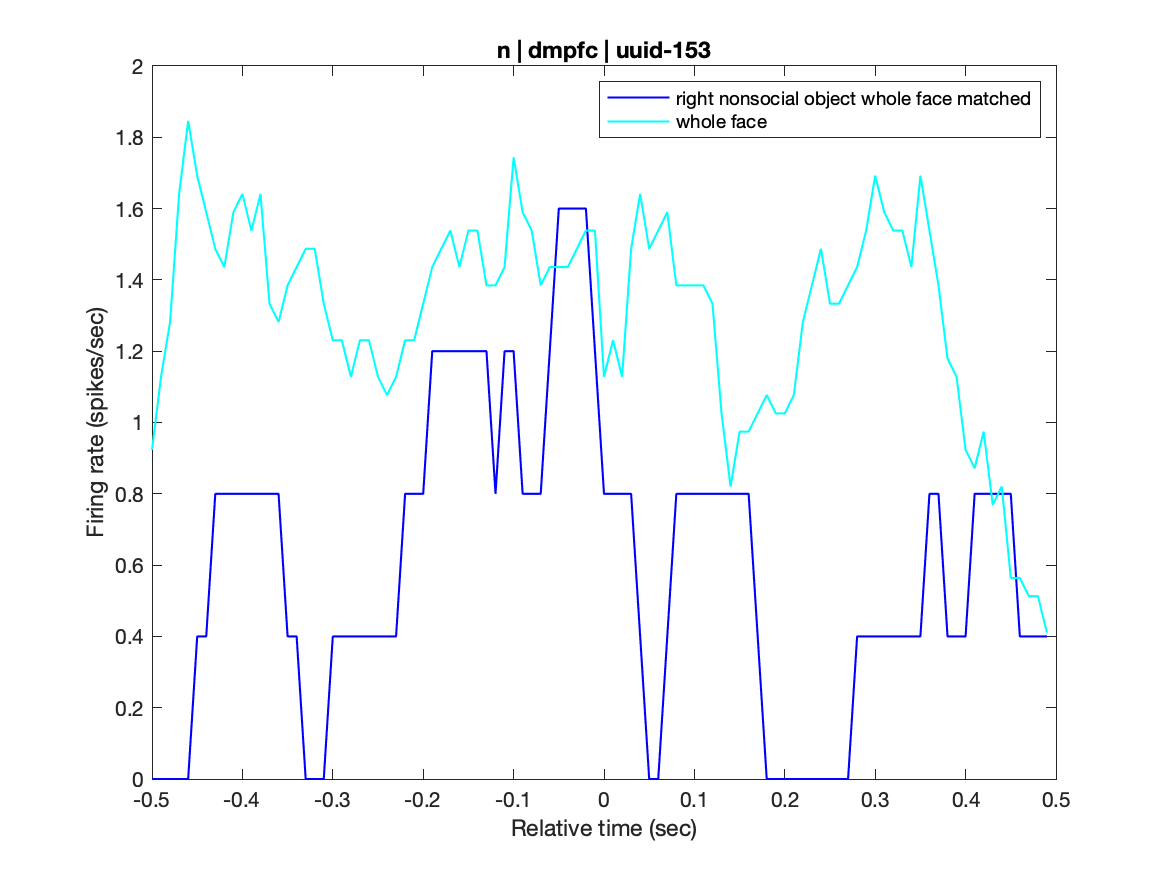 n | dmpfc | uuid-153
right nonsocial object whole face matched
whole face
Firing rate (spikes/sec)
2
1.8
1.6
1.4
1.2
1
0.8
0.6
0.4
0.2
0
-0.5 -0.4 -0.3 -0.2 -0.1 0 0.1 0.2 0.3 0.4 0.5
Relative time (sec)